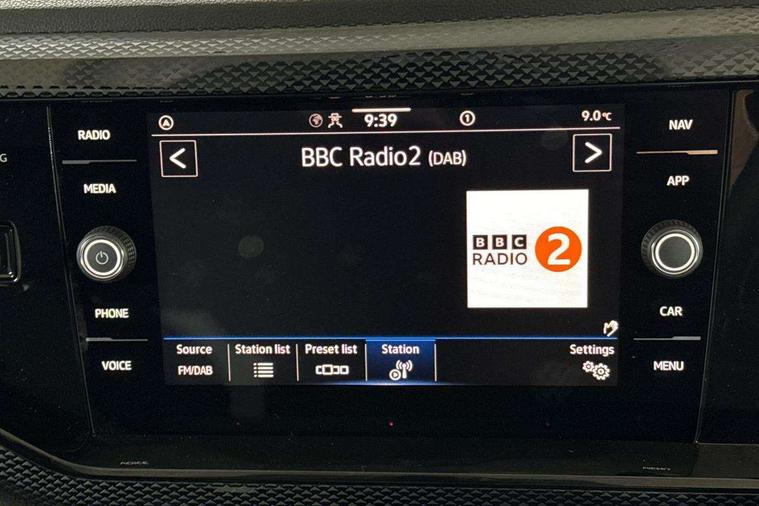 RADIO
MEDIA
PHONE
VOICE
9:39
1
9.0°C
BBC Radio2 (DAB)
BBC
RADIO 2
Source
FM/DAB
Station list
Preset list
Station
Settings
NAV
APP
CAR
MENU
G